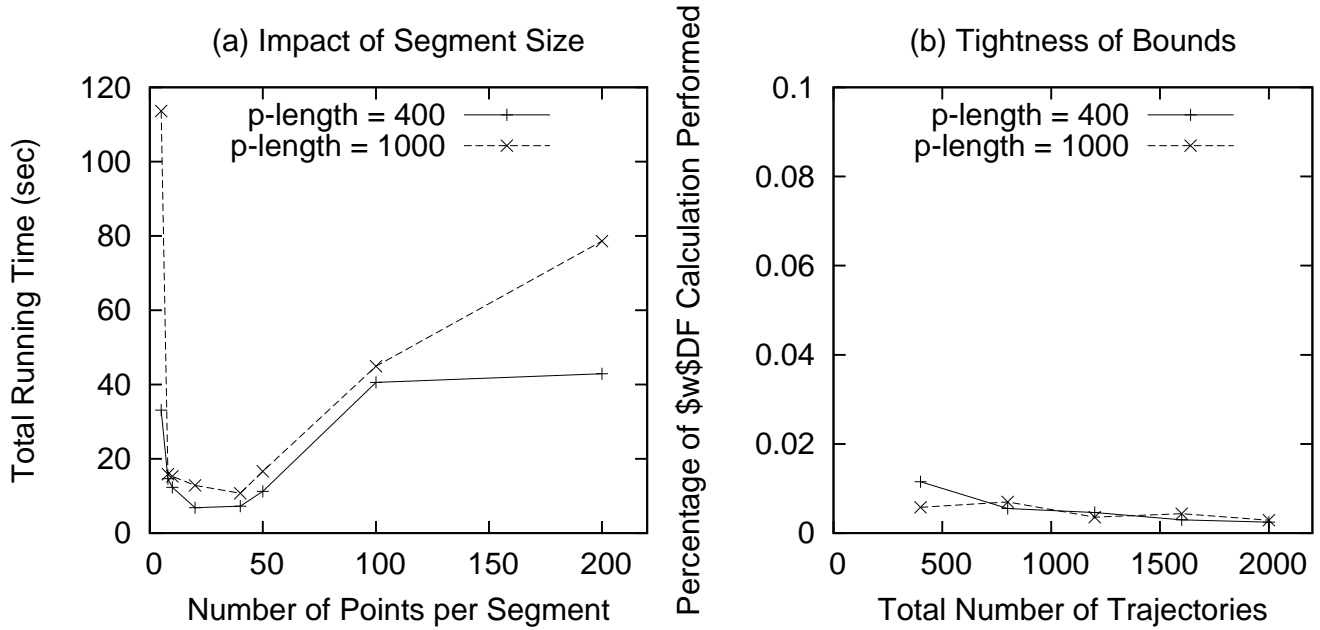 (a) Impact of Segment Size
Total Running Time (sec)
120
100
80
60
40
20
0
p-length = 400
p-length = 1000
0 50 100 150 200
Number of Points per Segment
(b) Tightness of Bounds
Percentage of $w$DF Calculation Performed
0.1
0.08
0.06
0.04
0.02
0
p-length = 400
p-length = 1000
0 500 1000 1500 2000
Total Number of Trajectories